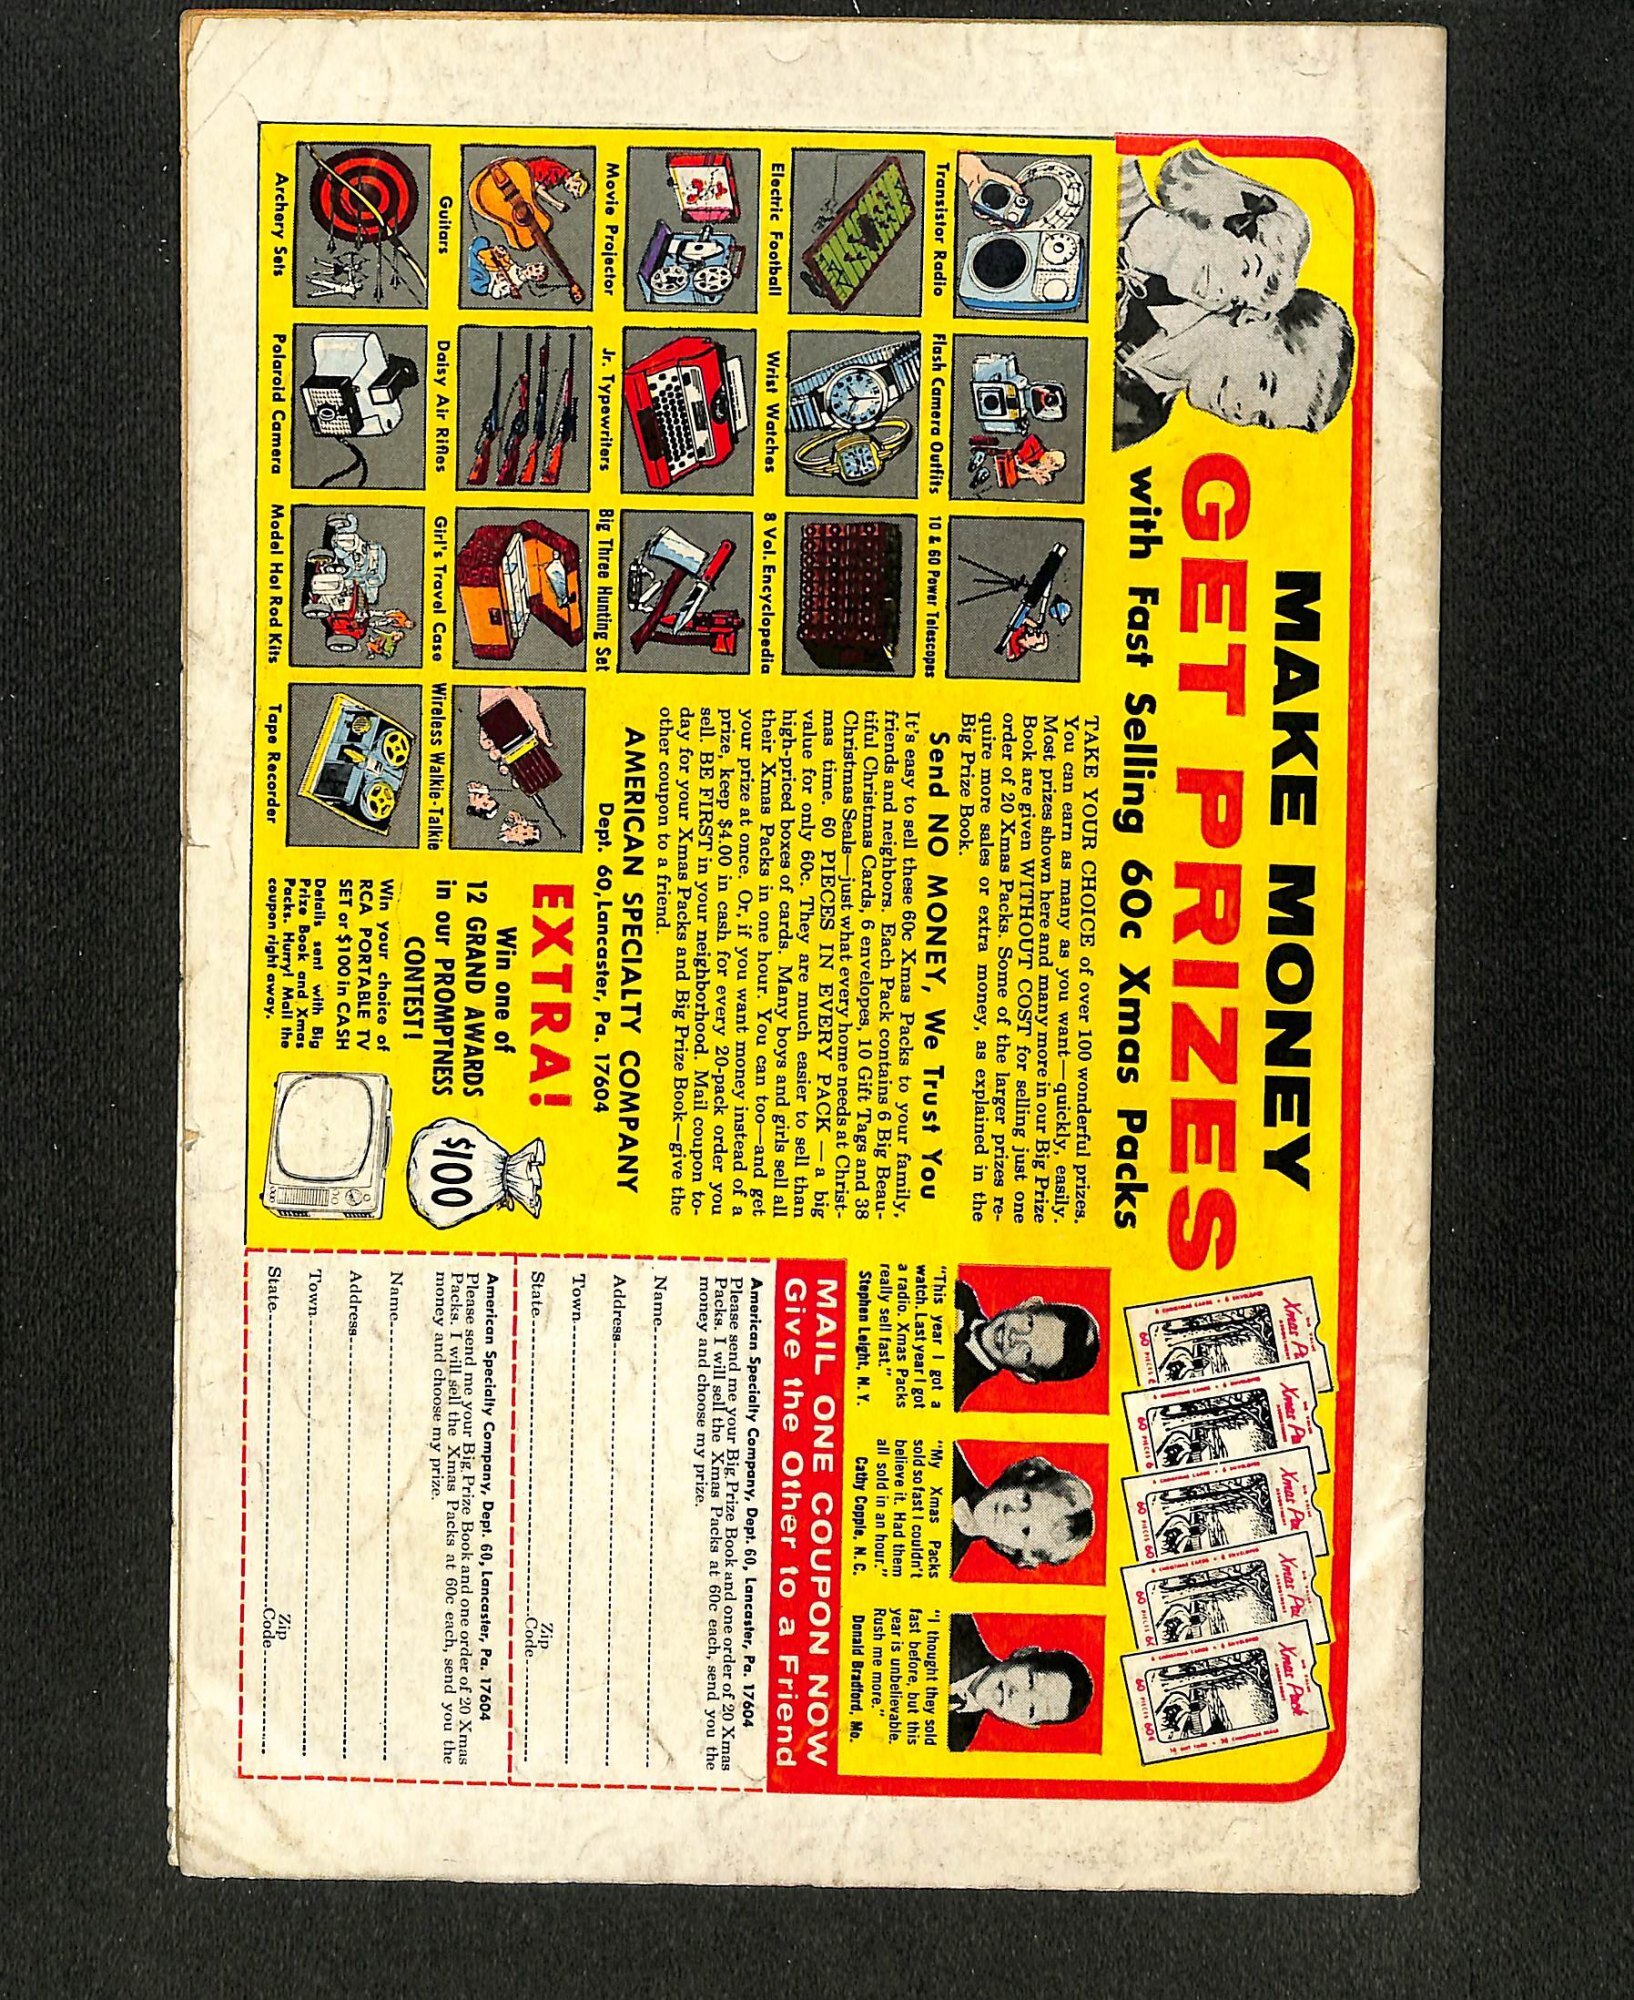 MAKE MONEY
GET PRIZES
with Fast Selling 60c Xmas Packs
Transistor Radio
Flash Camera Outfits
10 & 60 Power Telescopes
Electric Football
Wrist Watches
8 Vol. Encyclopedia
Movie Projector
Jr. Typewriters
Big Three Hunting Set
Guitars
Daisy Air Rifles
Girl's Travel Case
Wireless Walkie-Talkie
Archery Sets
Polaroid Camera
Model Hot Rod Kits
Tape Recorder
TAKE YOUR CHOICE of over 100 wonderful prizes.
You can earn as many as you want—quickly, easily.
Most prizes shown here and many more in our Big Prize
Book are given WITHOUT COST for selling just one
order of 20 Xmas Packs. Some of the larger prizes re-
quire more sales or extra money, as explained in the
Big Prize Book.
Send NO MONEY, We Trust You
It's easy to sell these 60c Xmas Packs to your family,
friends and neighbors. Each Pack contains 6 Big Beau-
tiful Christmas Cards, 6 envelopes, 10 Gift Tags and 38
Christmas Seals—just what every home needs at Christ-
mas time. 60 PIECES IN EVERY PACK — a big
value for only 60c. They are much easier to sell than
high-priced boxes of cards. Many boys and girls sell all
their Xmas Packs in one hour. You can too—and get
your prize at once. Or, if you want money instead of a
prize, keep $4.00 in cash for every 20-pack order you
sell. BE FIRST in your neighborhood. Mail coupon to-
day for your Xmas Packs and Big Prize Book—give the
other coupon to a friend.
AMERICAN SPECIALTY COMPANY
Dept. 60, Lancaster, Pa. 17604
EXTRA!
Win one of
12 GRAND AWARDS
in our PROMPTNESS
CONTEST!
$100
Win your choice of
RCA PORTABLE TV
SET or $100 in CASH
Details sent with Big
Prize Book and Xmas
Packs. Hurry! Mail the
coupon right away.
Xmas Pack
60 PIECES 60¢
"This year I got a
watch. Last year I got
a radio. Xmas Packs
really sell fast."
Stephen Leight, N.Y.
"My Xmas Packs
sold so fast I couldn't
believe it. Had them
all sold in an hour."
Cathy Copple, N.C.
"I thought they sold
fast before, but this
year is unbelievable.
Rush me more."
Donald Bradford, Mo.
MAIL ONE COUPON NOW
Give the Other to a Friend
American Specialty Company, Dept. 60, Lancaster, Pa. 17604
Please send me your Big Prize Book and one order of 20 Xmas
Packs. I will sell the Xmas Packs at 60c each, send you the
money and choose my prize.
Name
Address
Town
Zip
State Code
American Specialty Company, Dept. 60, Lancaster, Pa. 17604
Please send me your Big Prize Book and one order of 20 Xmas
Packs. I will sell the Xmas Packs at 60c each, send you the
money and choose my prize.
Name
Address
Town
Zip
State Code